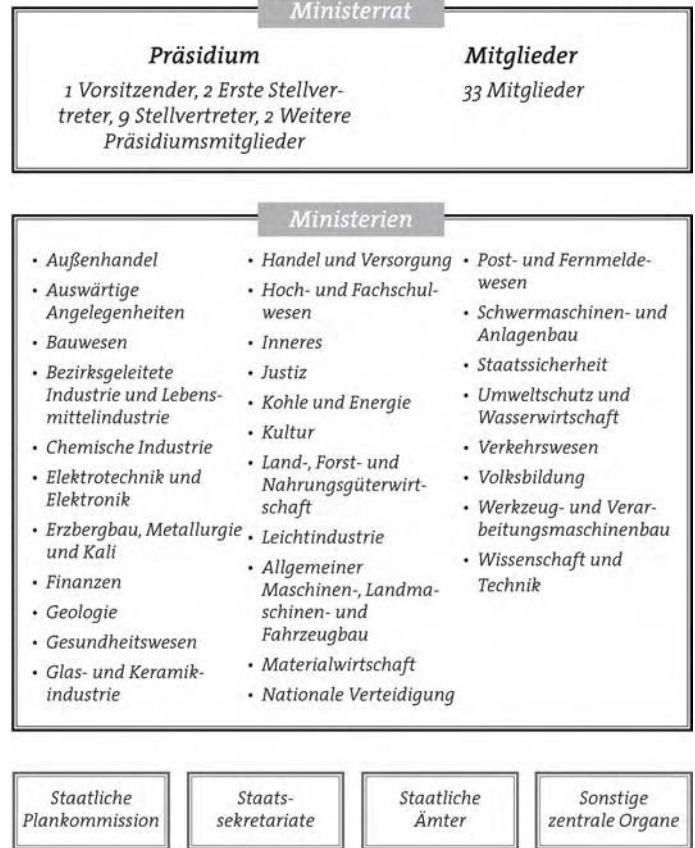 Ministerrat
Präsidium
1 Vorsitzender, 2 Erste Stellver-
treter, 9 Stellvertreter, 2 Weitere
Präsidiumsmitglieder
Mitglieder
33 Mitglieder
Ministerien
• Außenhandel
• Auswärtige
Angelegenheiten
• Bauwesen
• Bezirksgeleitete
Industrie und Lebens-
mittelindustrie
• Chemische Industrie
• Elektrotechnik und
Elektronik
• Erzbergbau, Metallurgie
und Kali
• Finanzen
• Geologie
• Gesundheitswesen
• Glas- und Keramik-
industrie
• Handel und Versorgung
• Hoch- und Fachschul-
wesen
• Inneres
• Justiz
• Kohle und Energie
• Kultur
• Land-, Forst- und
Nahrungsgüterwirt-
schaft
• Leichtindustrie
• Allgemeiner
Maschinen-, Landma-
schinen- und
Fahrzeugbau
• Materialwirtschaft
• Nationale Verteidigung
• Post- und Fernmelde-
wesen
• Schwermaschinen- und
Anlagenbau
• Staatssicherheit
• Umweltschutz und
Wasserwirtschaft
• Verkehrswesen
• Volksbildung
• Werkzeug- und Verar-
beitungsmaschinenbau
• Wissenschaft und
Technik
Staatliche
Plankommission
Staats-
sekretariate
Staatliche
Ämter
Sonstige
zentrale Organe